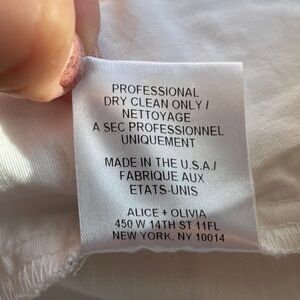 PROFESSIONAL
DRY CLEAN ONLY /
NETTOYAGE
A SEC PROFESSIONNEL
UNIQUEMENT
MADE IN THE U.S.A./
FABRIQUE AUX
ETATS-UNIS
ALICE + OLIVIA
450 W 14TH ST 11FL
NEW YORK, NY 10014